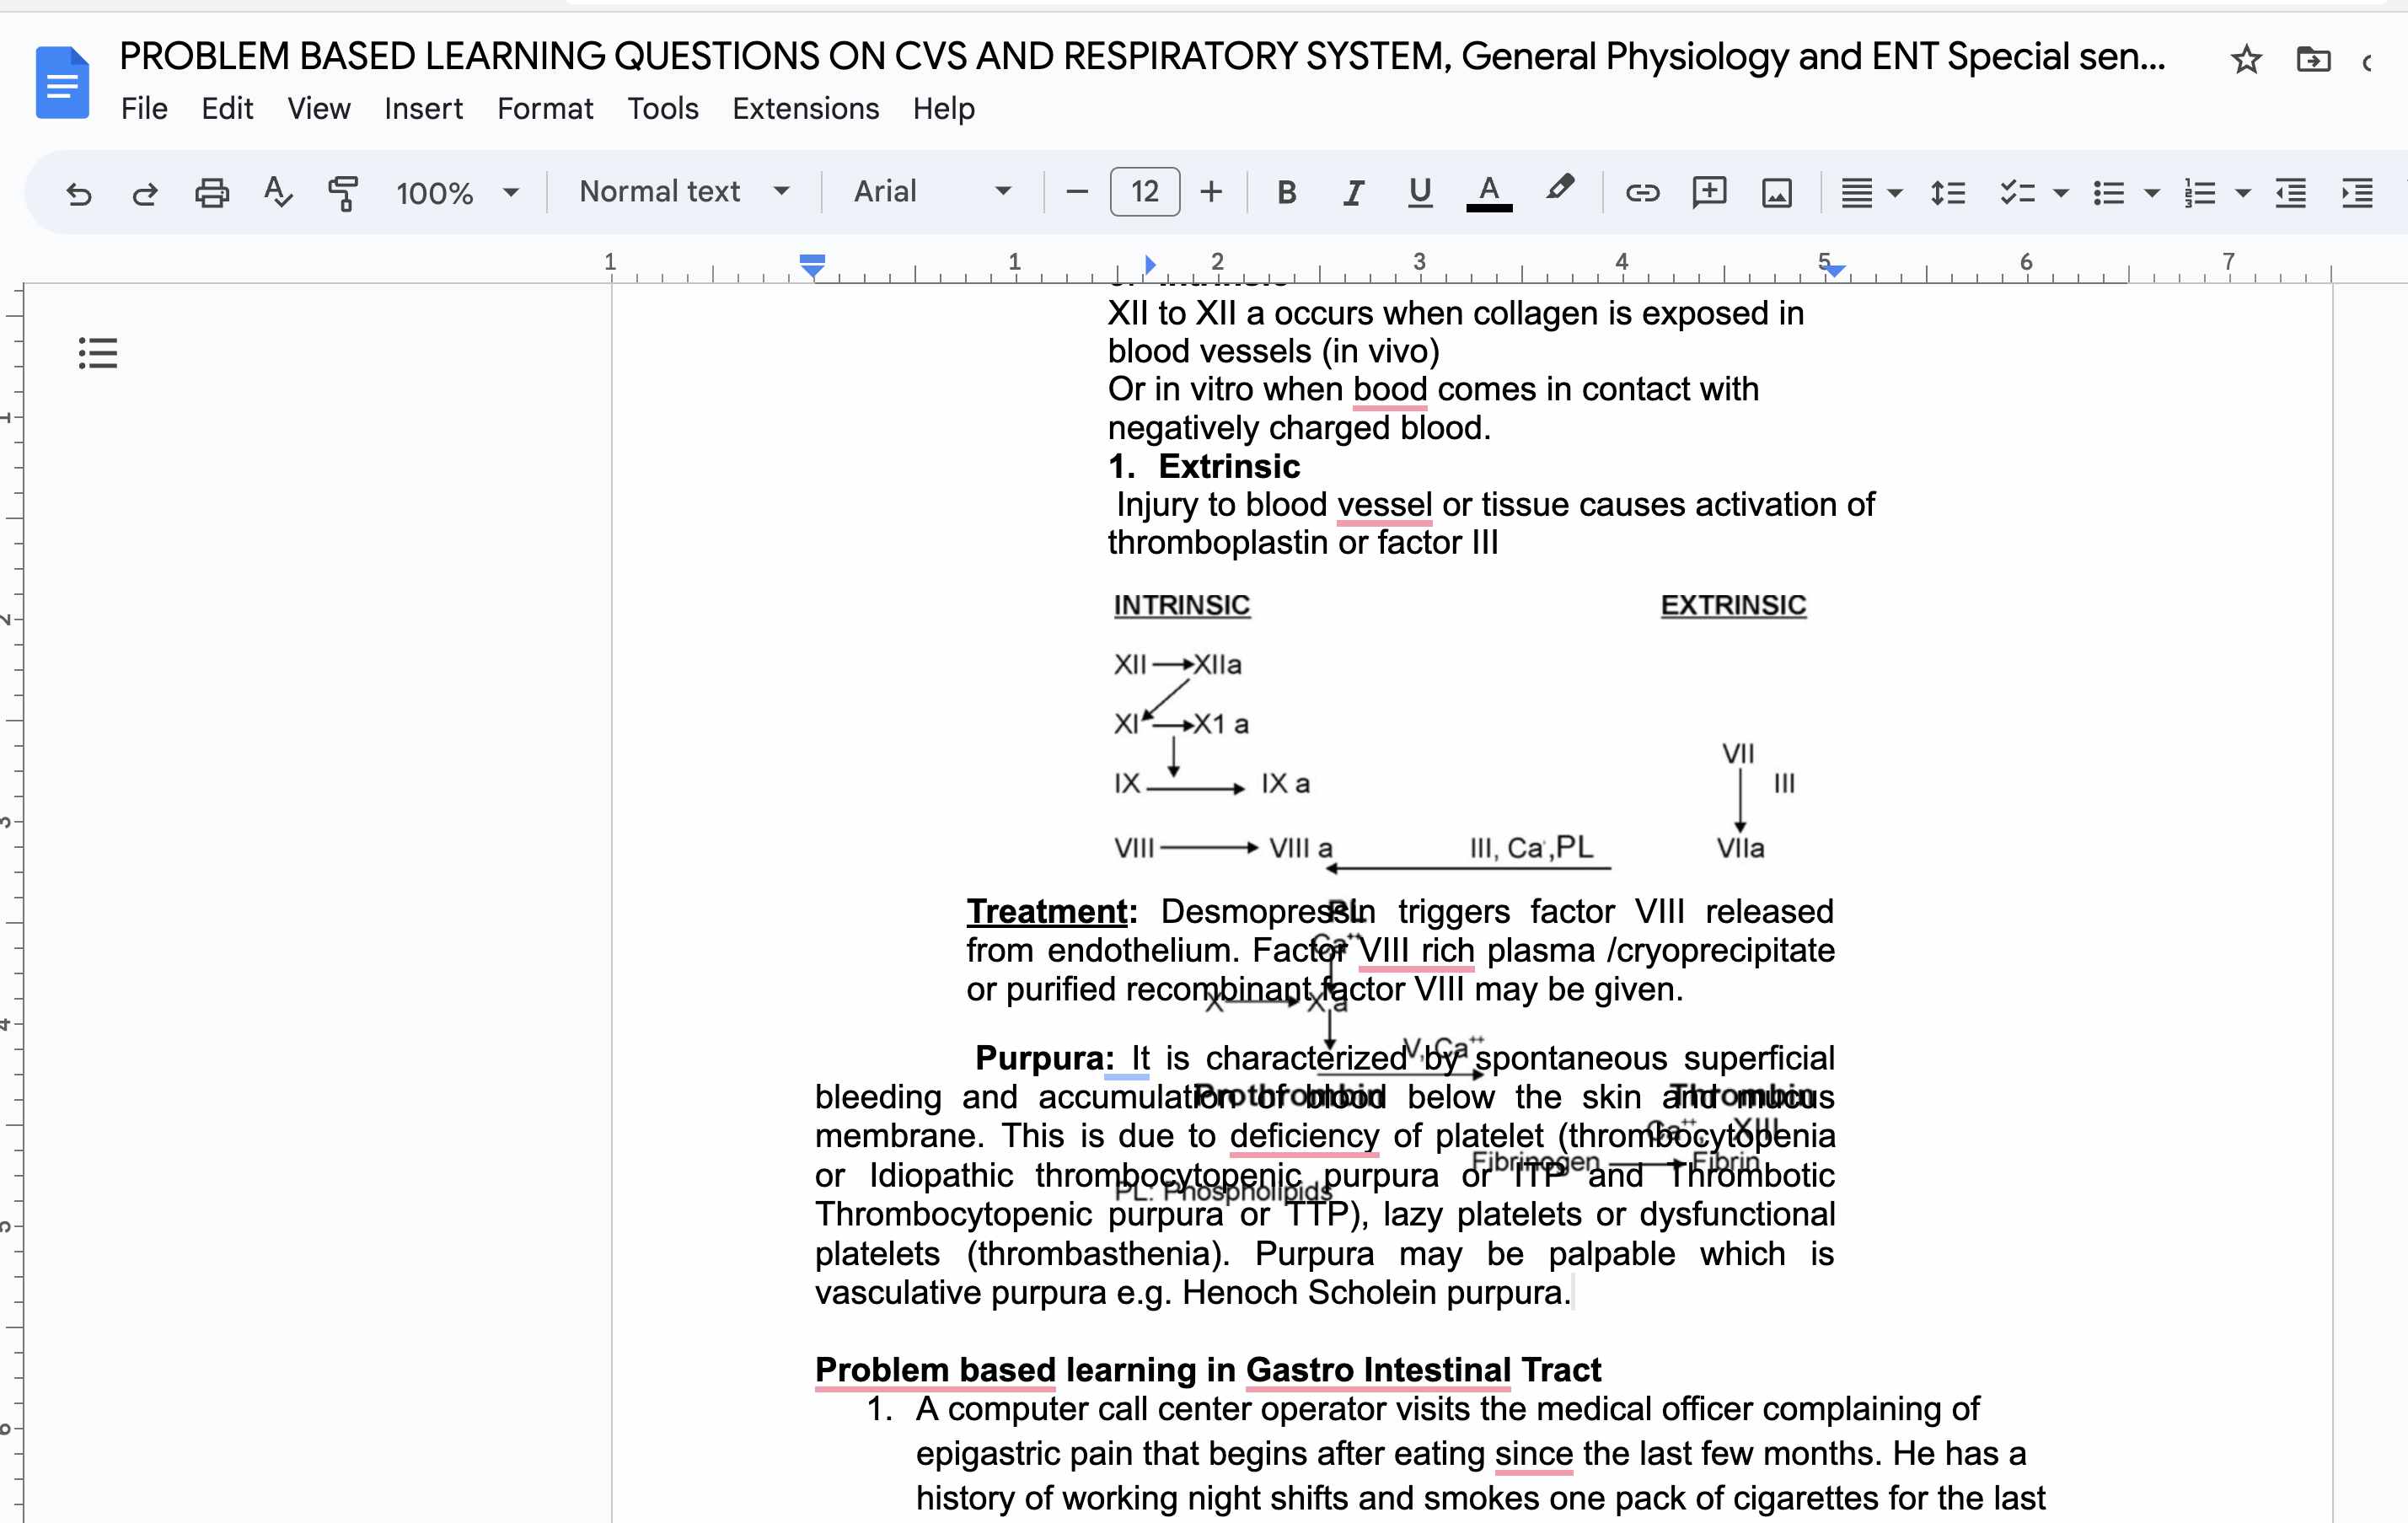 PROBLEM BASED LEARNING QUESTIONS ON CVS AND RESPIRATORY SYSTEM, General Physiology and ENT Special sen...
File Edit View Insert Format Tools Extensions Help
100% Normal text Arial 12
1 1 2 3 4 5 6 7
XII to XII a occurs when collagen is exposed in
blood vessels (in vivo)
Or in vitro when bood comes in contact with
negatively charged blood.
1. Extrinsic
Injury to blood vessel or tissue causes activation of
thromboplastin or factor III
INTRINSIC EXTRINSIC
XII XIIa
XI X1 a
VII
IX IX a III
VIII VIII a III, Ca,PL VIIa
Treatment: Desmopressin triggers factor VIII released
PL
from endothelium. Factor VIII rich plasma /cryoprecipitate
Ca++
or purified recombinant factor VIII may be given.
X X a
V, Ca++
Purpura: It is characterized by spontaneous superficial
bleeding and accumulation of blood below the skin and mucus
Prothrombin Thrombin
membrane. This is due to deficiency of platelet (thrombocytopenia
Ca++, XIII
Fibrinogen Fibrin
or Idiopathic thrombocytopenic purpura or ITP and Thrombotic
PL: Phospholipids
Thrombocytopenic purpura or TTP), lazy platelets or dysfunctional
platelets (thrombasthenia). Purpura may be palpable which is
vasculative purpura e.g. Henoch Scholein purpura.
Problem based learning in Gastro Intestinal Tract
1. A computer call center operator visits the medical officer complaining of
epigastric pain that begins after eating since the last few months. He has a
history of working night shifts and smokes one pack of cigarettes for the last